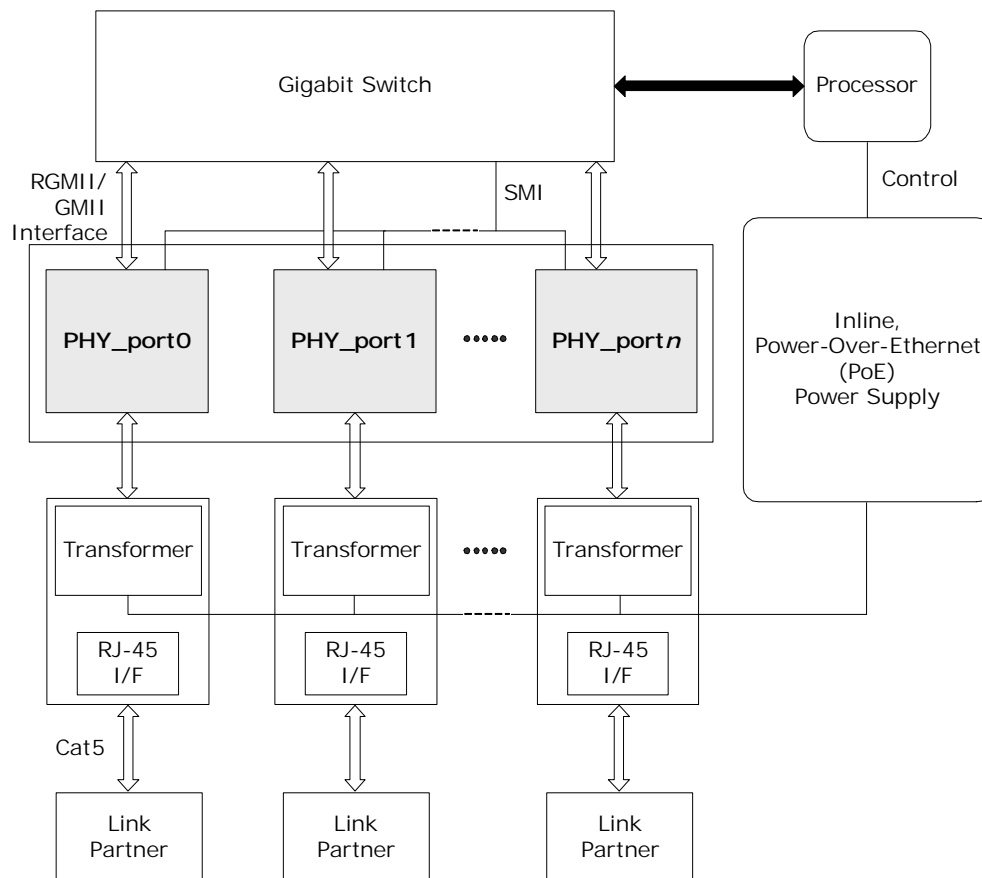 Gigabit Switch
Processor
RGMII/
GMII
Interface
SMI
Control
PHY_port0
PHY_port1
PHY_portn
Inline,
Power-Over-Ethernet
(PoE)
Power Supply
Transformer
Transformer
Transformer
RJ-45
I/F
RJ-45
I/F
RJ-45
I/F
Cat5
Link
Partner
Link
Partner
Link
Partner